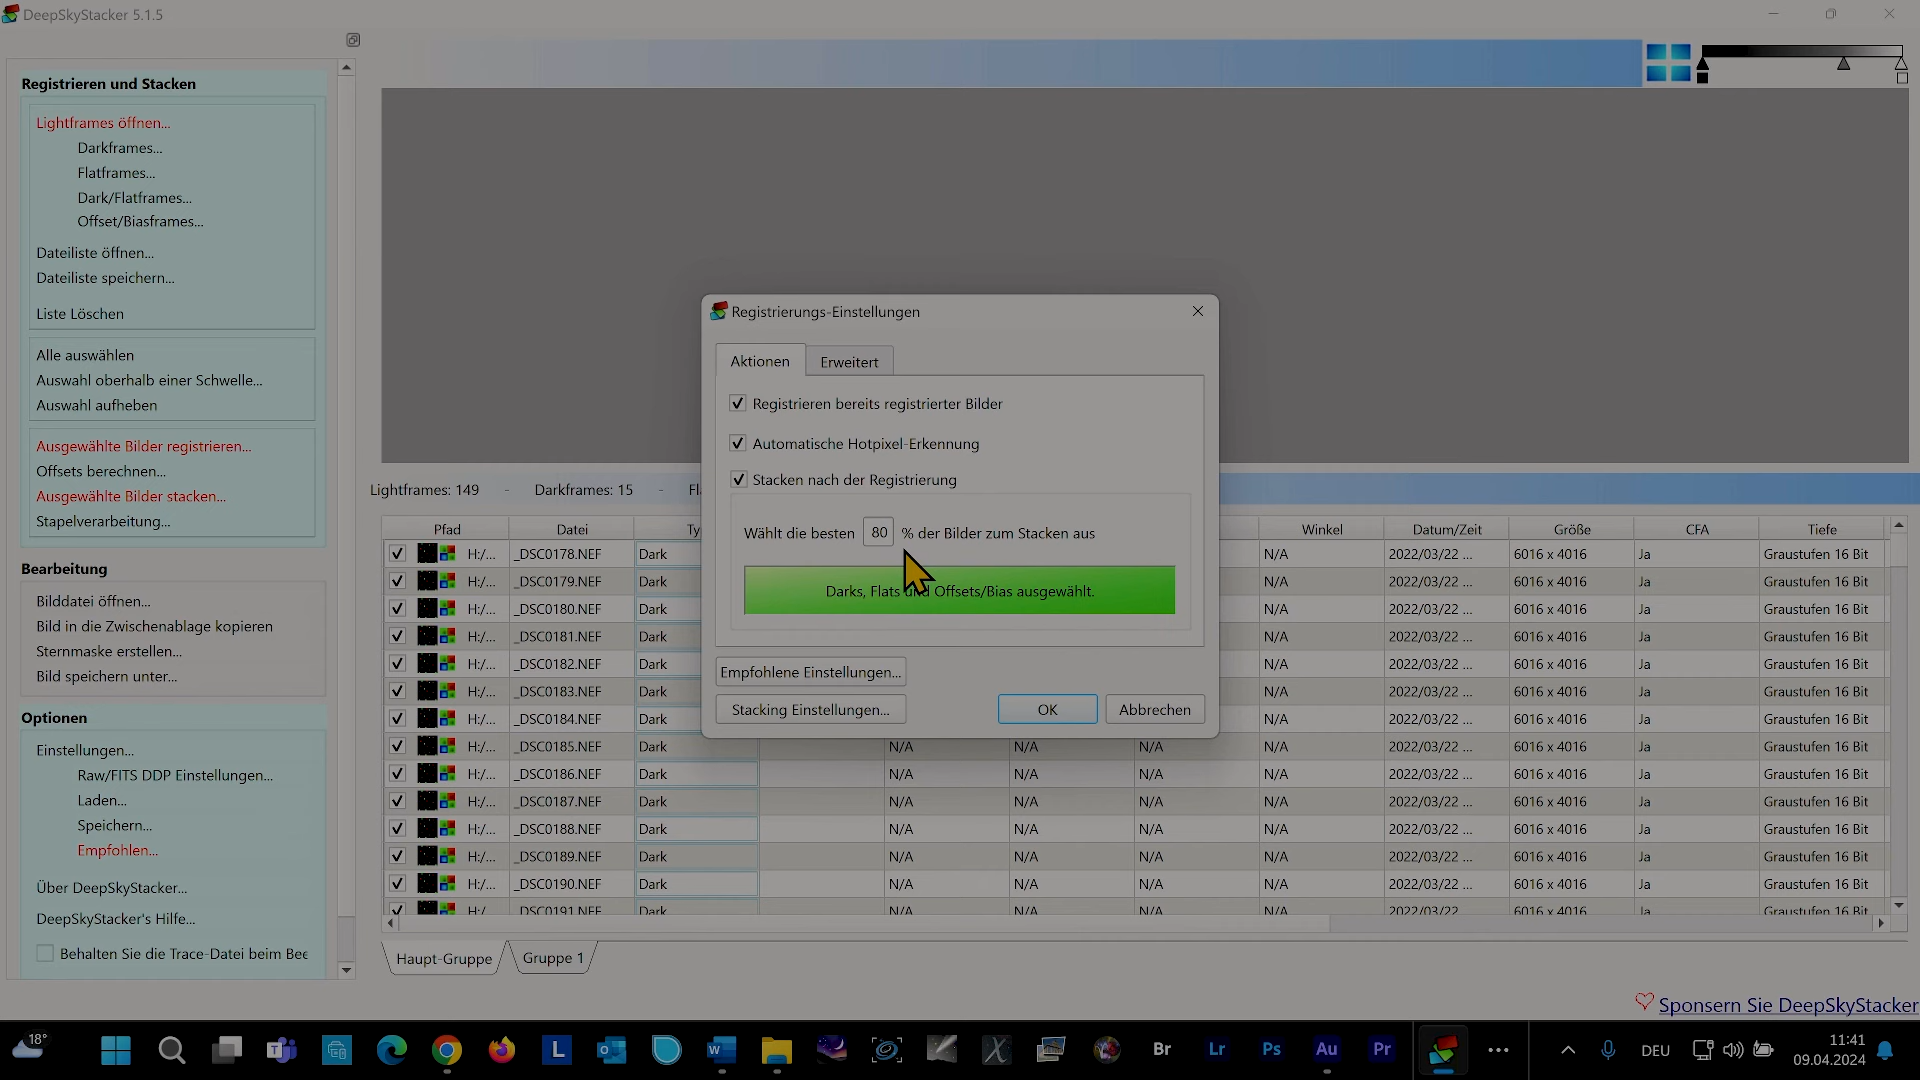 DeepSkyStacker 5.1.5
Registrieren und Stacken
Lightframes öffnen...
Darkframes...
Flatframes...
Dark/Flatframes...
Offset/Biasframes...
Dateiliste öffnen...
Dateiliste speichern...
Liste Löschen
Alle auswählen
Auswahl oberhalb einer Schwelle...
Auswahl aufheben
Ausgewählte Bilder registrieren...
Offsets berechnen...
Ausgewählte Bilder stacken...
Stapelverarbeitung...
Bearbeitung
Bilddatei öffnen...
Bild in die Zwischenablage kopieren
Sternmaske erstellen...
Bild speichern unter...
Optionen
Einstellungen...
Raw/FITS DDP Einstellungen...
Laden...
Speichern...
Empfohlen...
Über DeepSkyStacker...
DeepSkyStacker's Hilfe...
Behalten Sie die Trace-Datei beim Bee
Registrierungs-Einstellungen
Aktionen Erweitert
Registrieren bereits registrierter Bilder
Automatische Hotpixel-Erkennung
Stacken nach der Registrierung
Wählt die besten 80 % der Bilder zum Stacken aus
Darks, Flats und Offsets/Bias ausgewählt.
Empfohlene Einstellungen...
Stacking Einstellungen... OK Abbrechen
Lightframes: 149 - Darkframes: 15 - Fl
Pfad Datei Ty Winkel Datum/Zeit Größe CFA Tiefe
H:/... _DSC0178.NEF Dark N/A 2022/03/22 ... 6016 x 4016 Ja Graustufen 16 Bit
H:/... _DSC0179.NEF Dark N/A 2022/03/22 ... 6016 x 4016 Ja Graustufen 16 Bit
H:/... _DSC0180.NEF Dark N/A 2022/03/22 ... 6016 x 4016 Ja Graustufen 16 Bit
H:/... _DSC0181.NEF Dark N/A 2022/03/22 ... 6016 x 4016 Ja Graustufen 16 Bit
H:/... _DSC0182.NEF Dark N/A 2022/03/22 ... 6016 x 4016 Ja Graustufen 16 Bit
H:/... _DSC0183.NEF Dark N/A 2022/03/22 ... 6016 x 4016 Ja Graustufen 16 Bit
H:/... _DSC0184.NEF Dark N/A 2022/03/22 ... 6016 x 4016 Ja Graustufen 16 Bit
H:/... _DSC0185.NEF Dark N/A N/A N/A N/A 2022/03/22 ... 6016 x 4016 Ja Graustufen 16 Bit
H:/... _DSC0186.NEF Dark N/A N/A N/A N/A 2022/03/22 ... 6016 x 4016 Ja Graustufen 16 Bit
H:/... _DSC0187.NEF Dark N/A N/A N/A N/A 2022/03/22 ... 6016 x 4016 Ja Graustufen 16 Bit
H:/... _DSC0188.NEF Dark N/A N/A N/A N/A 2022/03/22 ... 6016 x 4016 Ja Graustufen 16 Bit
H:/... _DSC0189.NEF Dark N/A N/A N/A N/A 2022/03/22 ... 6016 x 4016 Ja Graustufen 16 Bit
H:/... _DSC0190.NEF Dark N/A N/A N/A N/A 2022/03/22 ... 6016 x 4016 Ja Graustufen 16 Bit
H:/ _DSC0191.NEF Dark N/A N/A N/A N/A 2022/03/22 6016 x 4016 Ja Graustufen 16 Bit
Haupt-Gruppe Gruppe 1
Sponsern Sie DeepSkyStacker
18° L W Br Lr Ps Au Pr DEU 11:41
09.04.2024